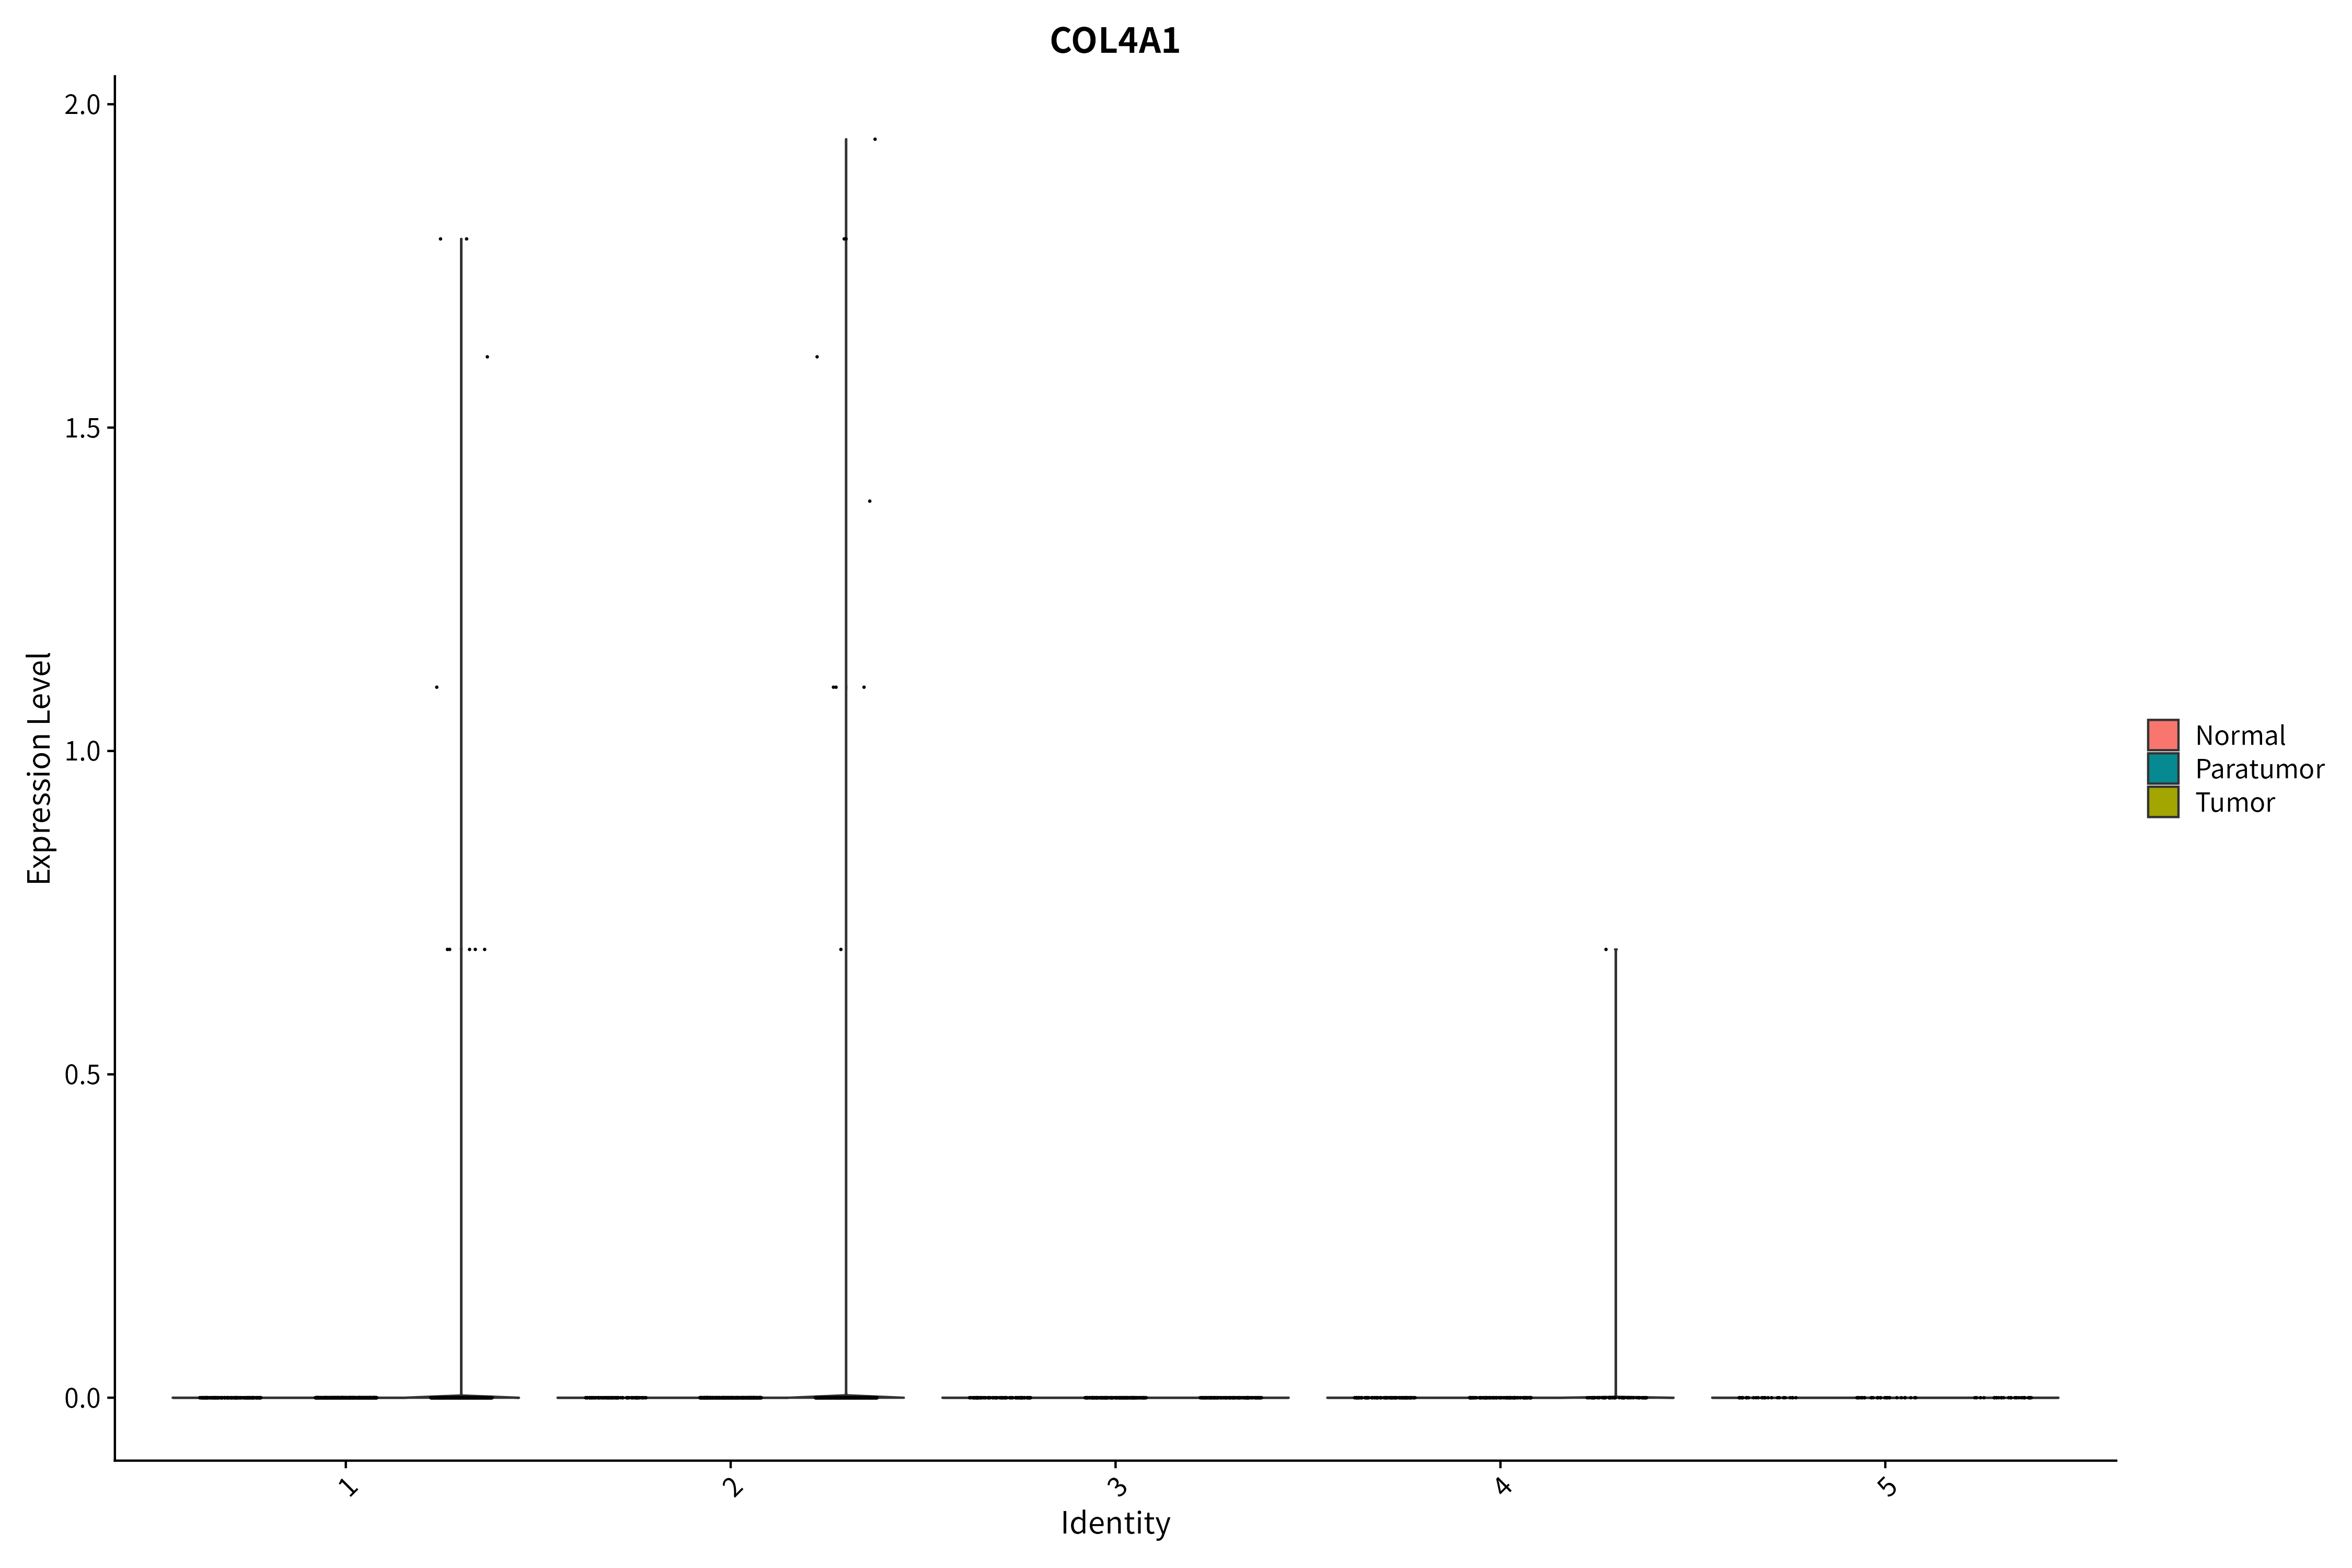 COL4A1
2.0
1.5
1.0
0.5
0.0
Expression Level
1
2
3
4
5
Identity
Normal
Paratumor
Tumor